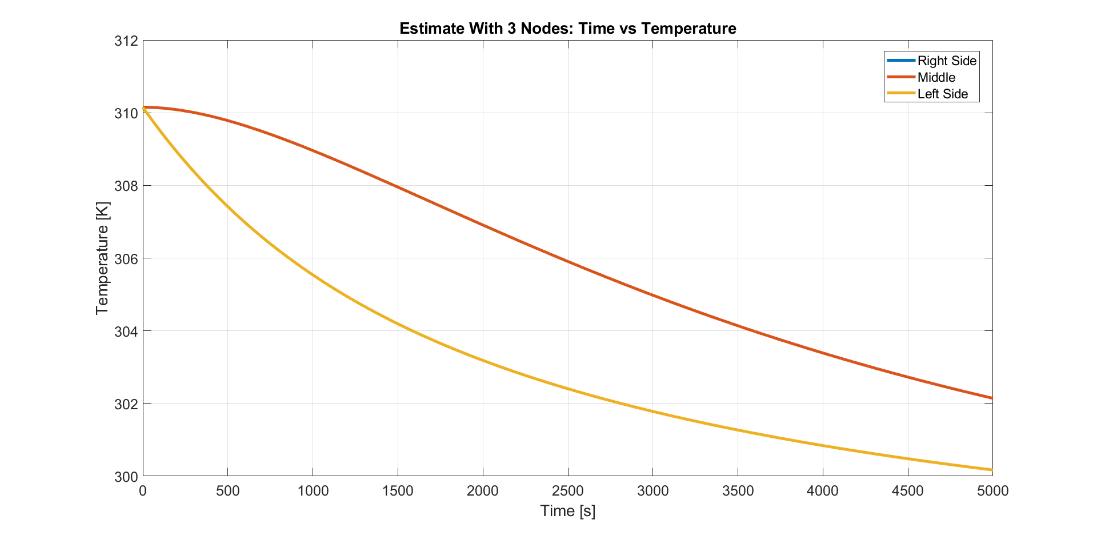 Estimate With 3 Nodes: Time vs Temperature
312
310
308
306
304
302
300
Temperature [K]
Right Side
Middle
Left Side
0 500 1000 1500 2000 2500 3000 3500 4000 4500 5000
Time [s]